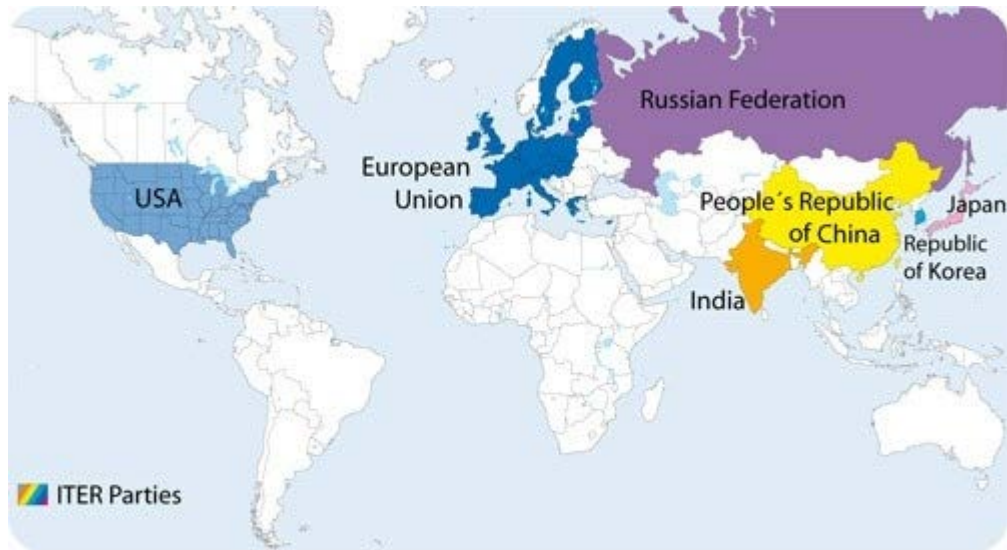 Russian Federation
European
Union
USA
People´s Republic
of China
Japan
Republic
of Korea
India
ITER Parties